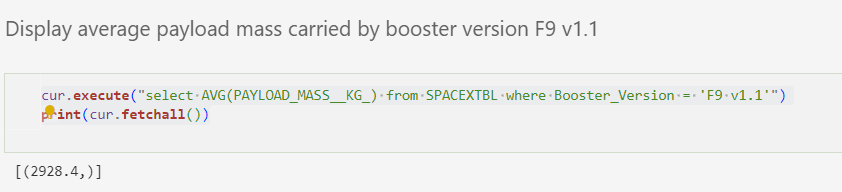 Display average payload mass carried by booster version F9 v1.1
cur.execute("select AVG(PAYLOAD_MASS__KG_) from SPACEXTBL where Booster_Version = 'F9 v1.1'")
print(cur.fetchall())
[(2928.4,)]